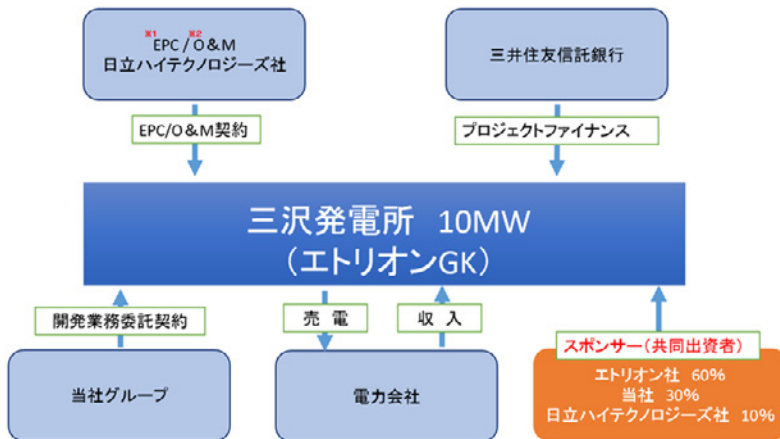 ※1 ※2
EPC/O&M
日立ハイテクノロジーズ社
三井住友信託銀行
EPC/O&M契約
プロジェクトファイナンス
三沢発電所 10MW
(エトリオンGK)
開発業務委託契約
売 電
収 入
スポンサー(共同出資者)
当社グループ
電力会社
エトリオン社 60%
当社 30%
日立ハイテクノロジーズ社 10%